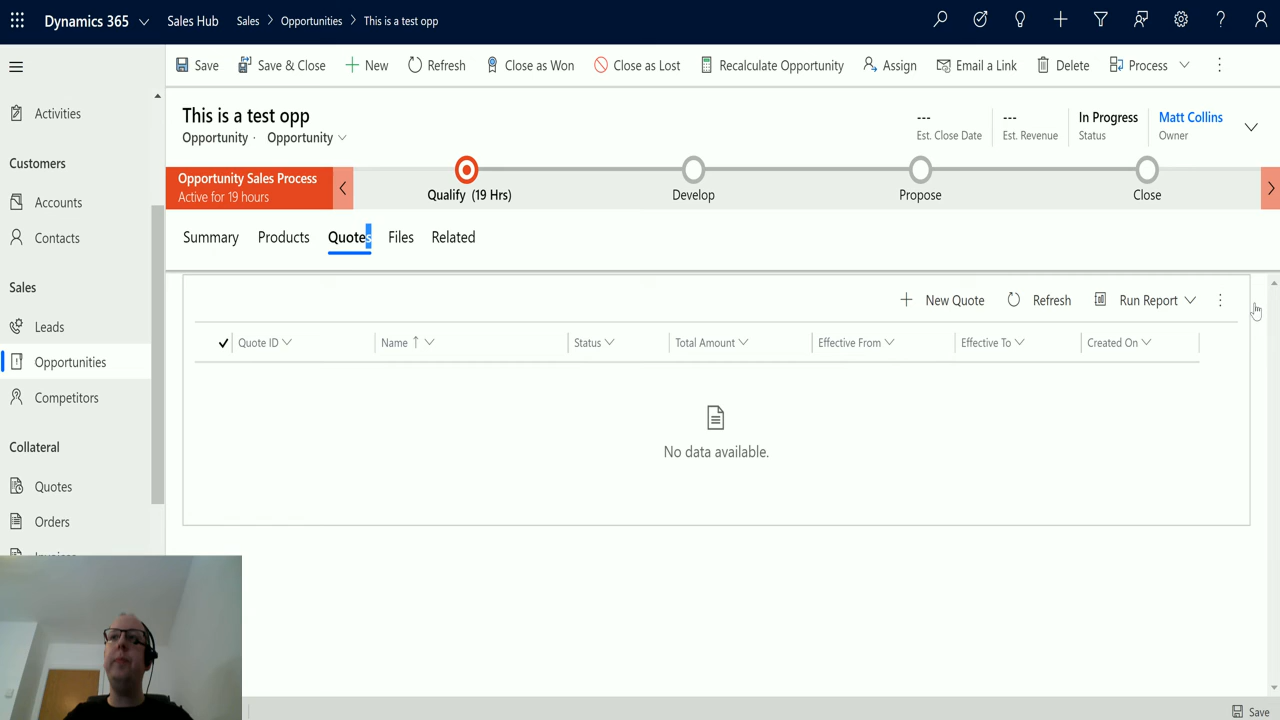 Dynamics 365 Sales Hub Sales > Opportunities > This is a test opp
Save Save & Close New Refresh Close as Won Close as Lost Recalculate Opportunity Assign Email a Link Delete Process
Activities
Customers
Accounts
Contacts
Sales
Leads
Opportunities
Competitors
Collateral
Quotes
Orders
This is a test opp
Opportunity · Opportunity
---
Est. Close Date
---
Est. Revenue
In Progress
Status
Matt Collins
Owner
Opportunity Sales Process
Active for 19 hours
Qualify (19 Hrs) Develop Propose Close
Summary Products Quotes Files Related
New Quote Refresh Run Report
Quote ID Name ↑ Status Total Amount Effective From Effective To Created On
No data available.
Save